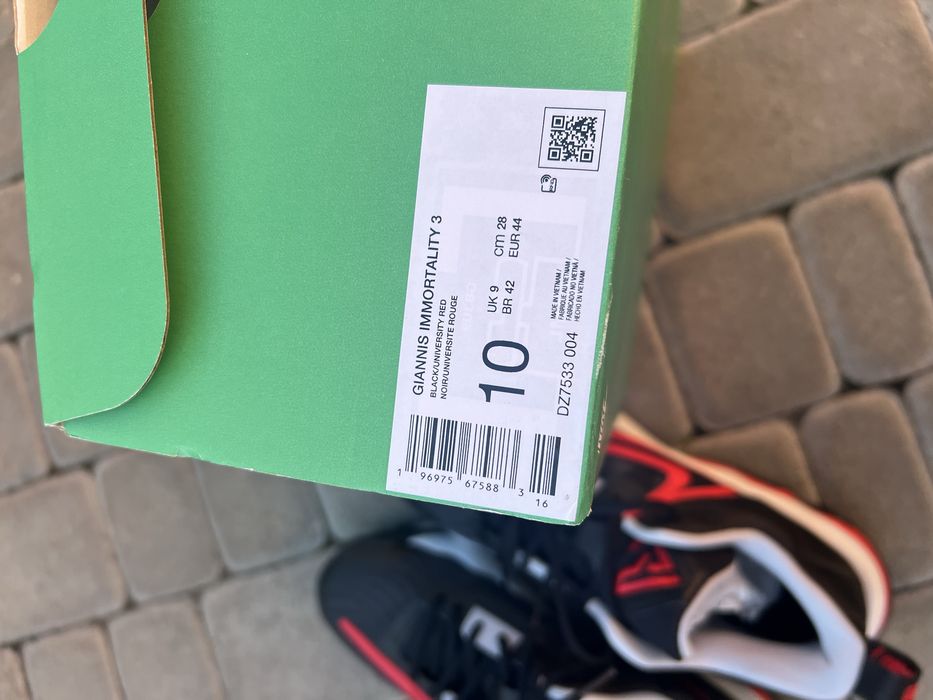 GIANNIS IMMORTALITY 3
BLACK/UNIVERSITY RED
NOIR/UNIVERSITE ROUGE
10
UK 9 cm 28
BR 42 EUR 44
MADE IN VIETNAM /
FABRIQUE AU VIETNAM /
FABRICADO NO VIETNÃ /
HECHO EN VIETNAM
DZ7533 004
1 96975 67588 3 16